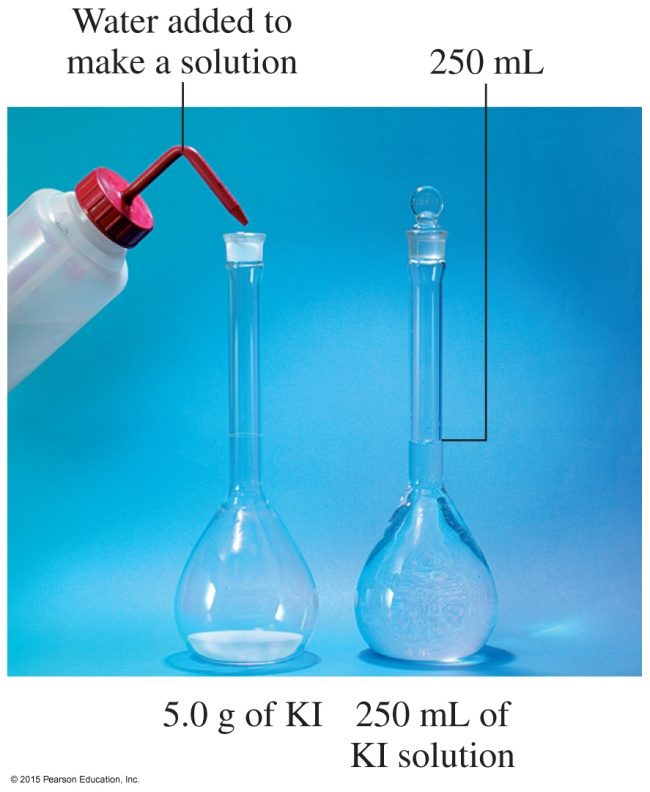 Water added to
make a solution
250 mL
5.0 g of KI
250 mL of
KI solution
© 2015 Pearson Education, Inc.